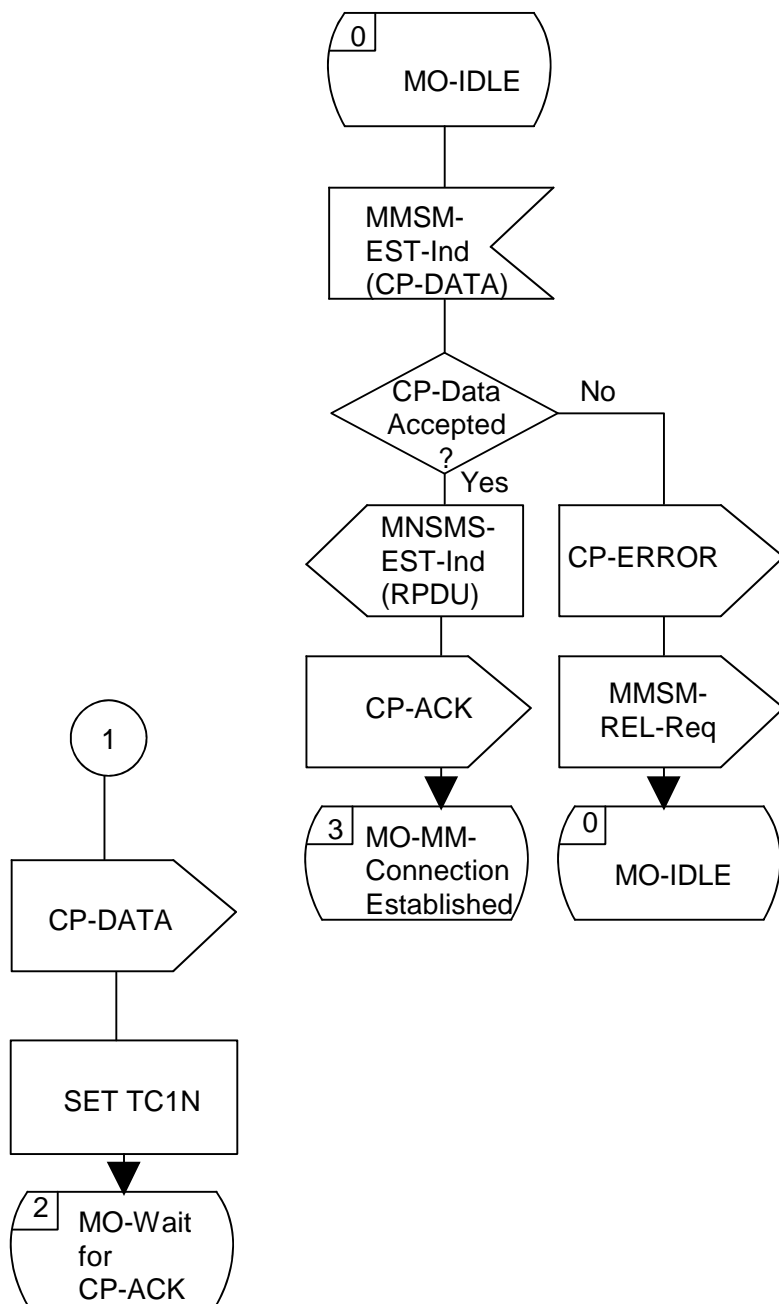 0
MO-IDLE
MMSM-
EST-Ind
(CP-DATA)
CP-Data
Accepted
?
No
Yes
MNSMS-
EST-Ind
(RPDU)
CP-ERROR
CP-ACK
MMSM-
REL-Req
3
MO-MM-
Connection
Established
0
MO-IDLE
1
CP-DATA
SET TC1N
2
MO-Wait
for
CP-ACK